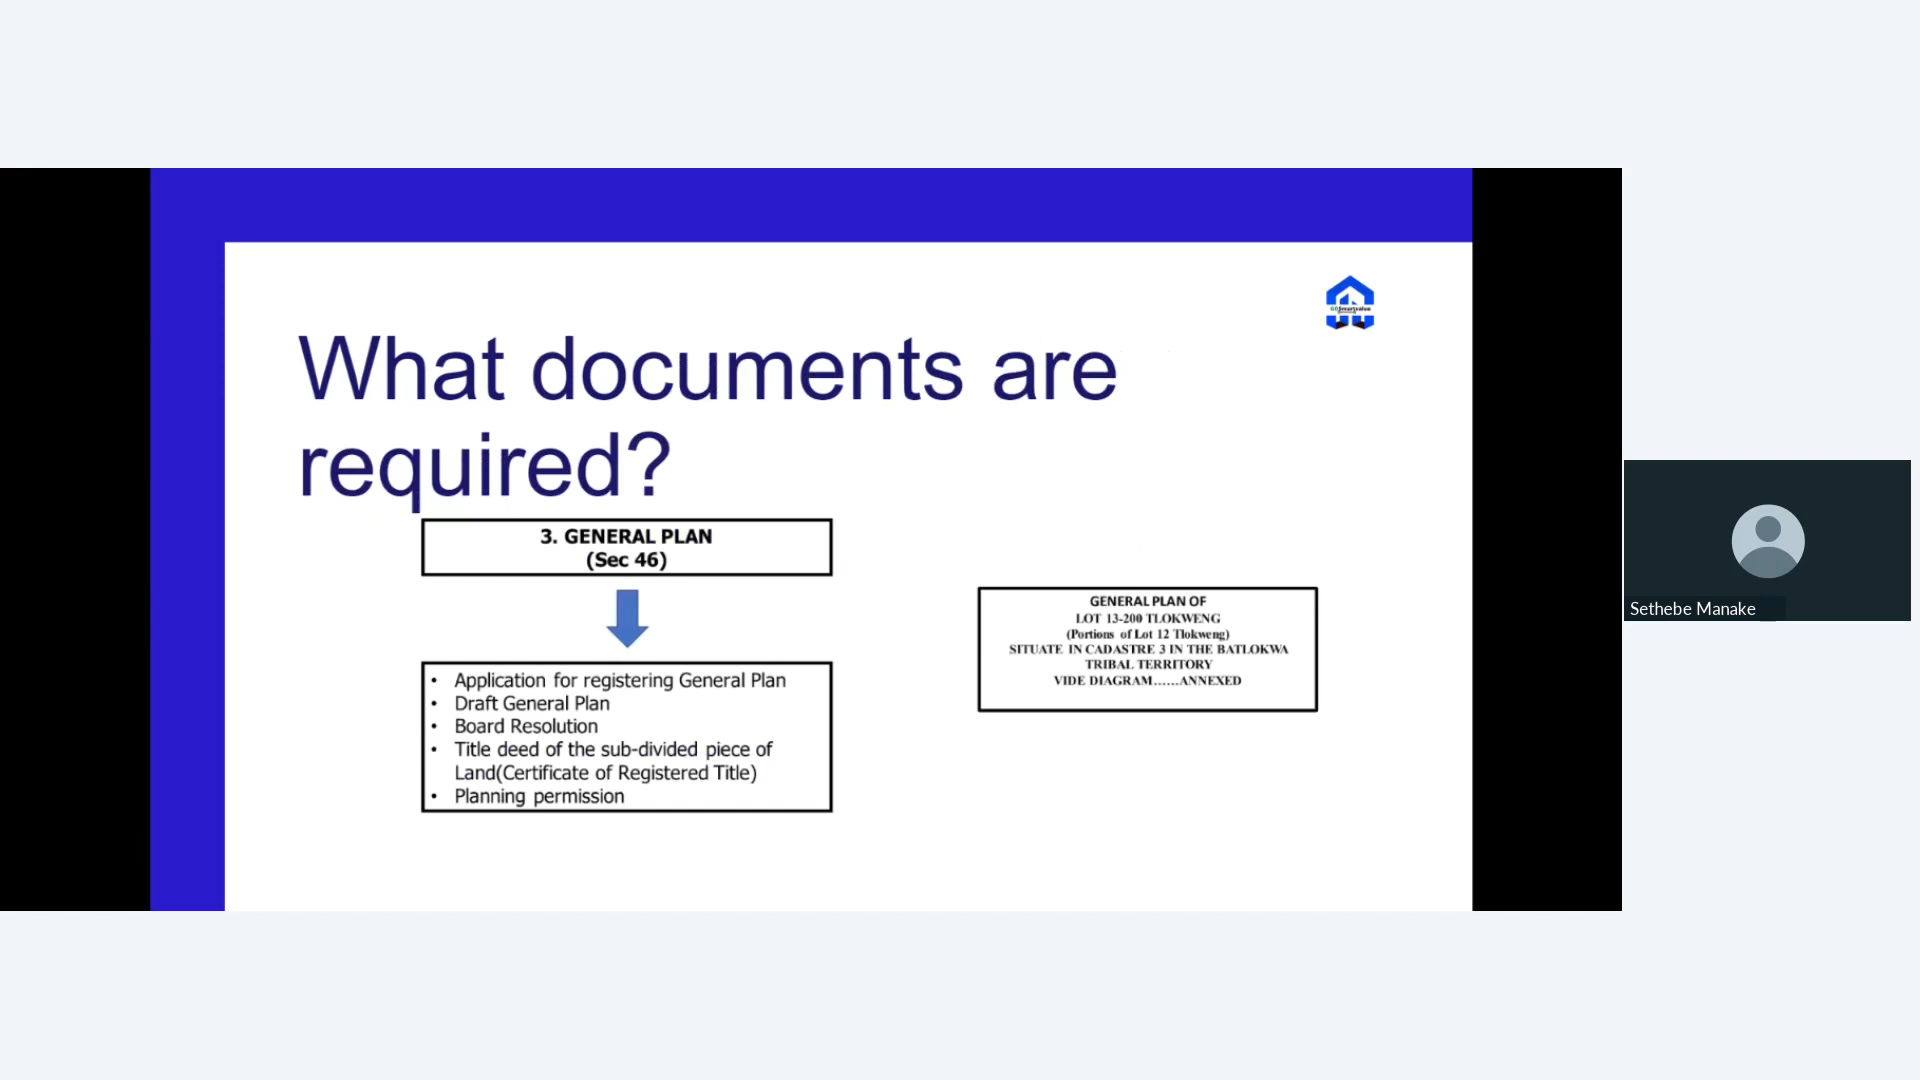 What documents are
required?
3. GENERAL PLAN
(Sec 46)
• Application for registering General Plan
• Draft General Plan
• Board Resolution
• Title deed of the sub-divided piece of
Land(Certificate of Registered Title)
• Planning permission
GENERAL PLAN OF
LOT 13-200 TLOKWENG
(Portions of Lot 12 Tlokweng)
SITUATE IN CADASTRE 3 IN THE BATLOKWA
TRIBAL TERRITORY
VIDE DIAGRAM......ANNEXED
Sethebe Manake